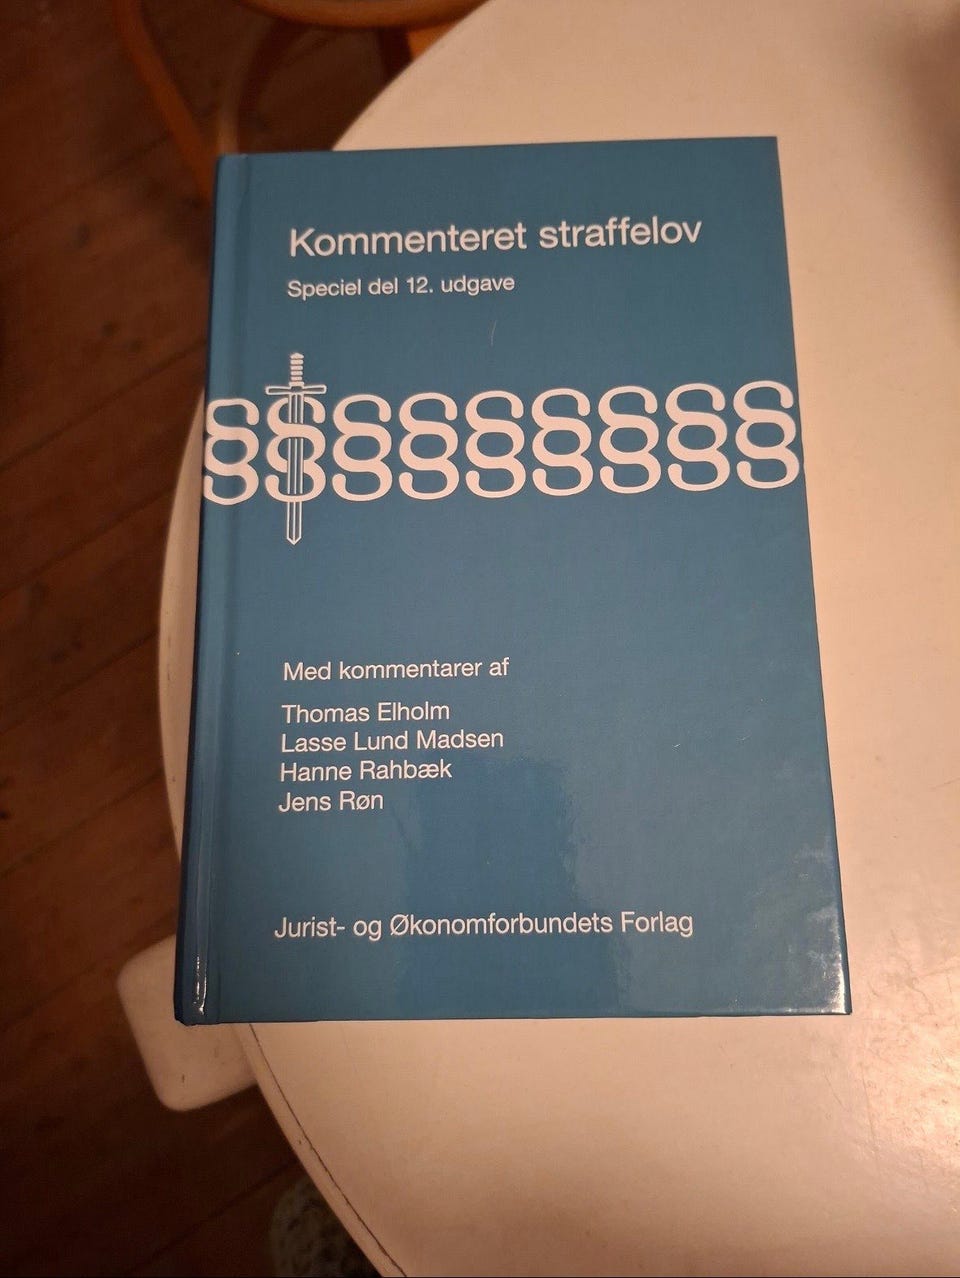 Kommenteret straffelov
Speciel del 12. udgave
§§§§§§§§§
Med kommentarer af
Thomas Elholm
Lasse Lund Madsen
Hanne Rahbæk
Jens Røn
Jurist- og Økonomforbundets Forlag